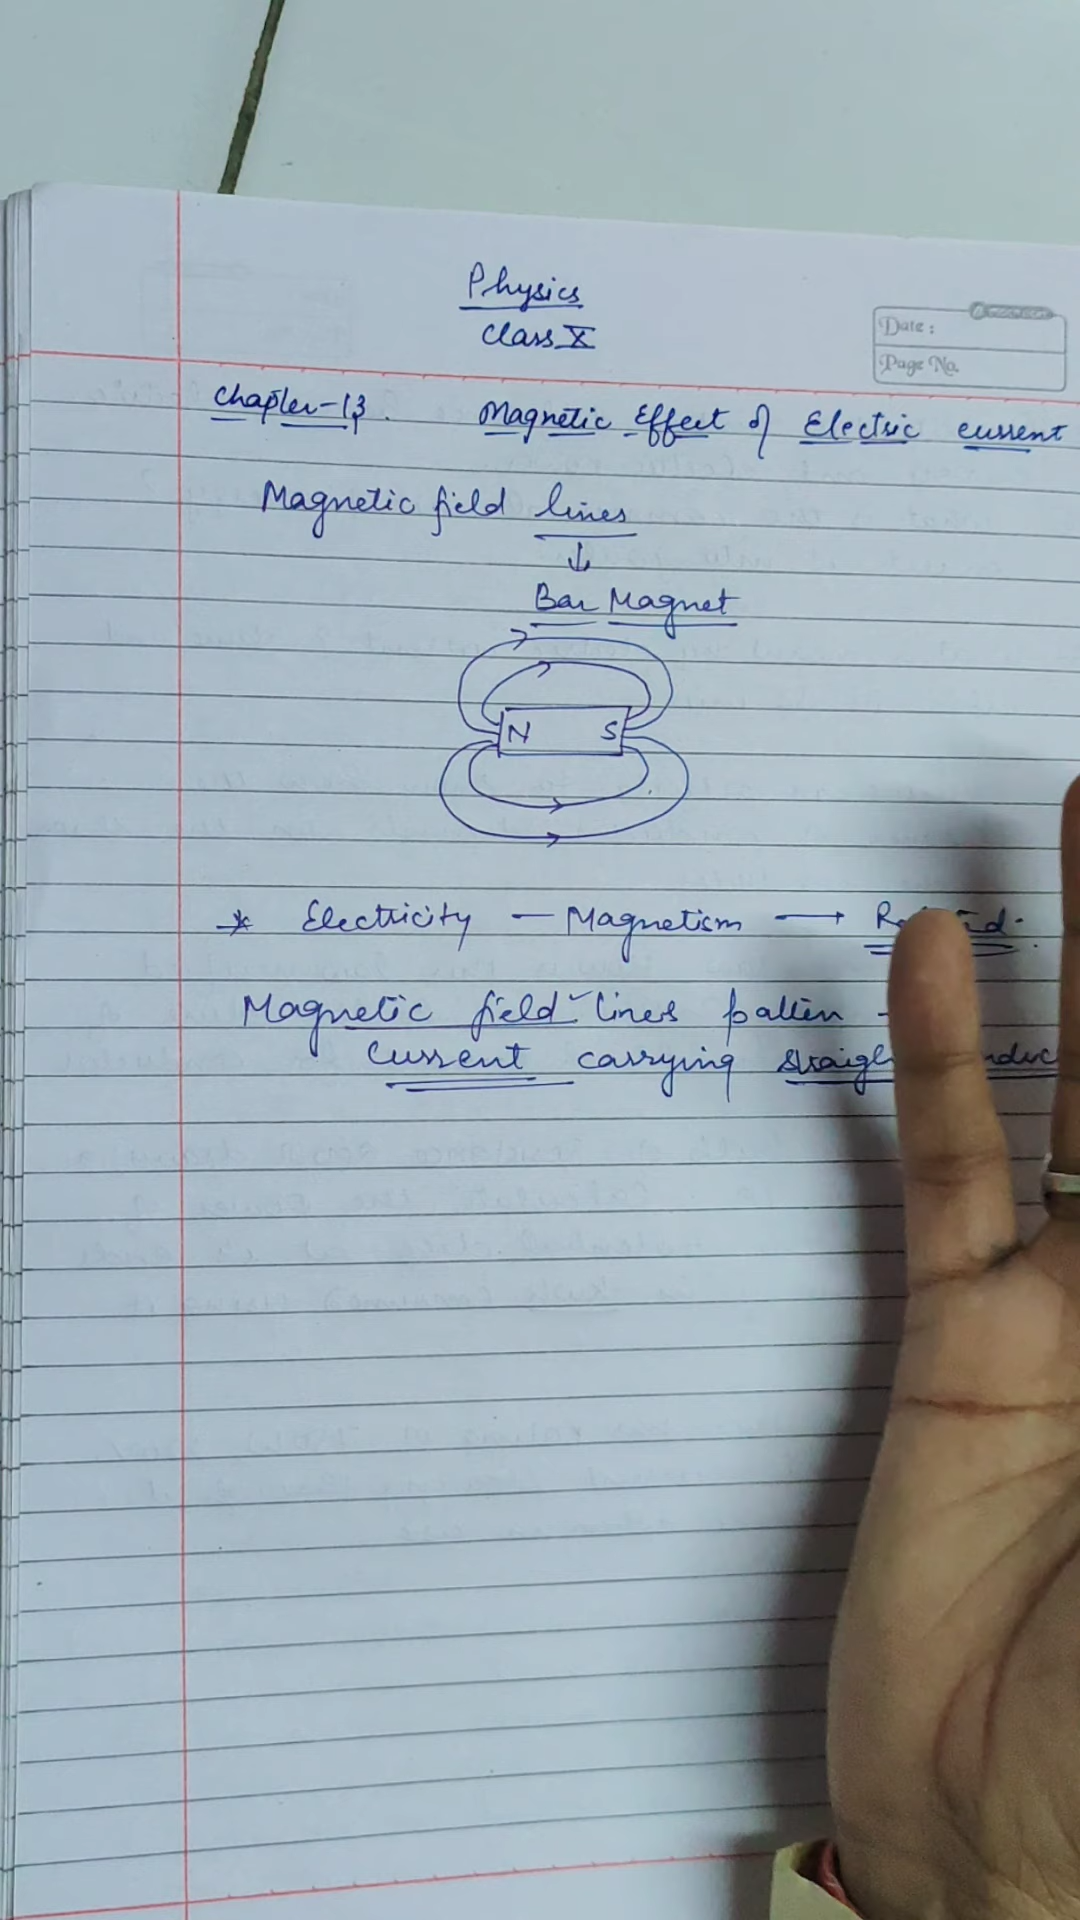 Physics
Class X
Date :
Page No.
Chapter-13. Magnetic Effect of Electric current
Magnetic field lines
↓
Bar Magnet
N S
* Electricity — Magnetism →
Magnetic field lines patten -
Current carrying